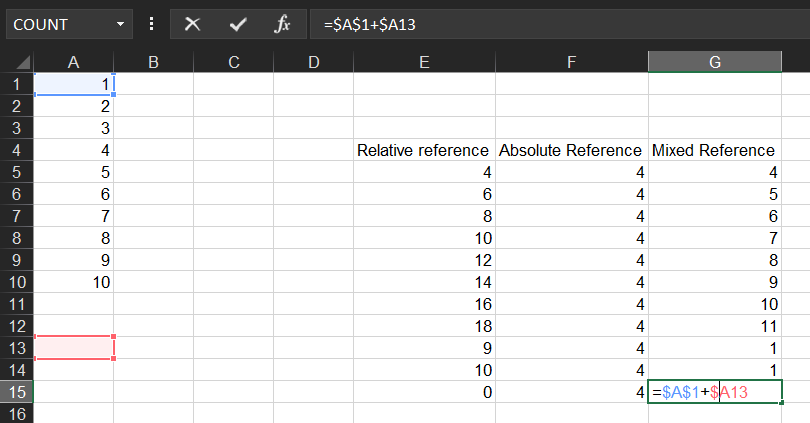 COUNT =$A$1+$A13
A B C D E F G
1 1
2 2
3 3
4 4 Relative reference Absolute Reference Mixed Reference
5 5 4 4 4
6 6 6 4 5
7 7 8 4 6
8 8 10 4 7
9 9 12 4 8
10 10 14 4 9
11 16 4 10
12 18 4 11
13 9 4 1
14 10 4 1
15 0 4 =$A$1+$A13
16